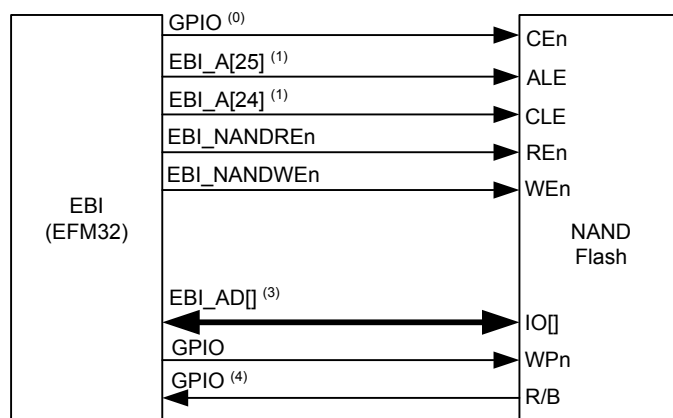 GPIO (0)
CEn
EBI_A[25] (1)
ALE
EBI_A[24] (1)
CLE
EBI_NANDREn
REn
EBI_NANDWEn
WEn
EBI
(EFM32)
NAND
Flash
EBI_AD[] (3)
IO[]
GPIO
WPn
GPIO (4)
R/B